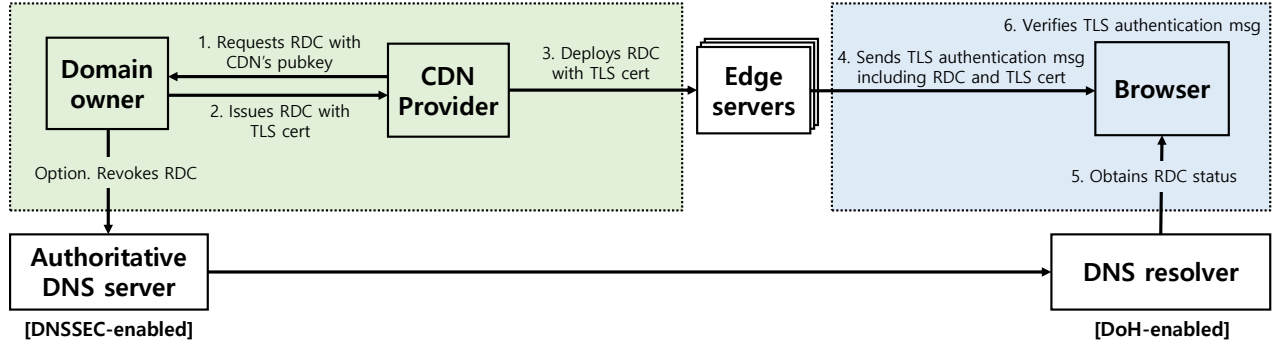 1. Requests RDC with
CDN's pubkey
Domain
owner
2. Issues RDC with
TLS cert
CDN
Provider
3. Deploys RDC
with TLS cert
Edge
servers
6. Verifies TLS authentication msg
4. Sends TLS authentication msg
including RDC and TLS cert
Browser
Option. Revokes RDC
5. Obtains RDC status
Authoritative
DNS server
[DNSSEC-enabled]
DNS resolver
[DoH-enabled]